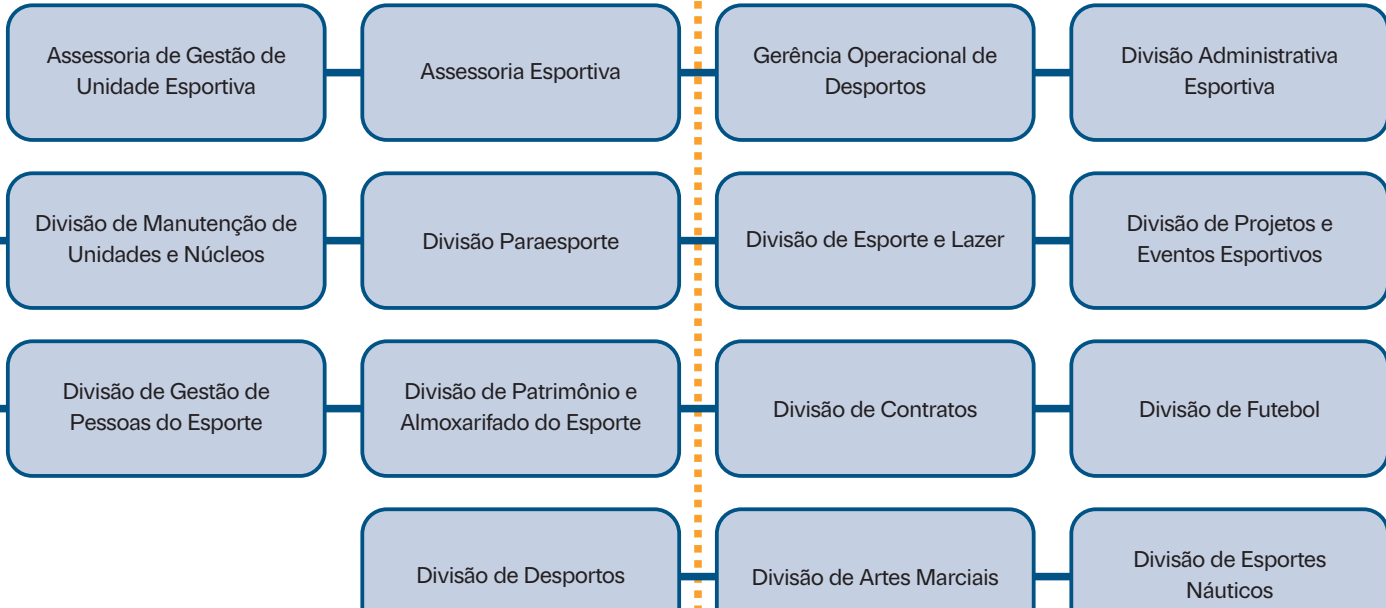 Assessoria de Gestão de
Unidade Esportiva
Assessoria Esportiva
Gerência Operacional de
Desportos
Divisão Administrativa
Esportiva
Divisão de Manutenção de
Unidades e Núcleos
Divisão Paraesporte
Divisão de Esporte e Lazer
Divisão de Projetos e
Eventos Esportivos
Divisão de Gestão de
Pessoas do Esporte
Divisão de Patrimônio e
Almoxarifado do Esporte
Divisão de Contratos
Divisão de Futebol
Divisão de Desportos
Divisão de Artes Marciais
Divisão de Esportes
Náuticos